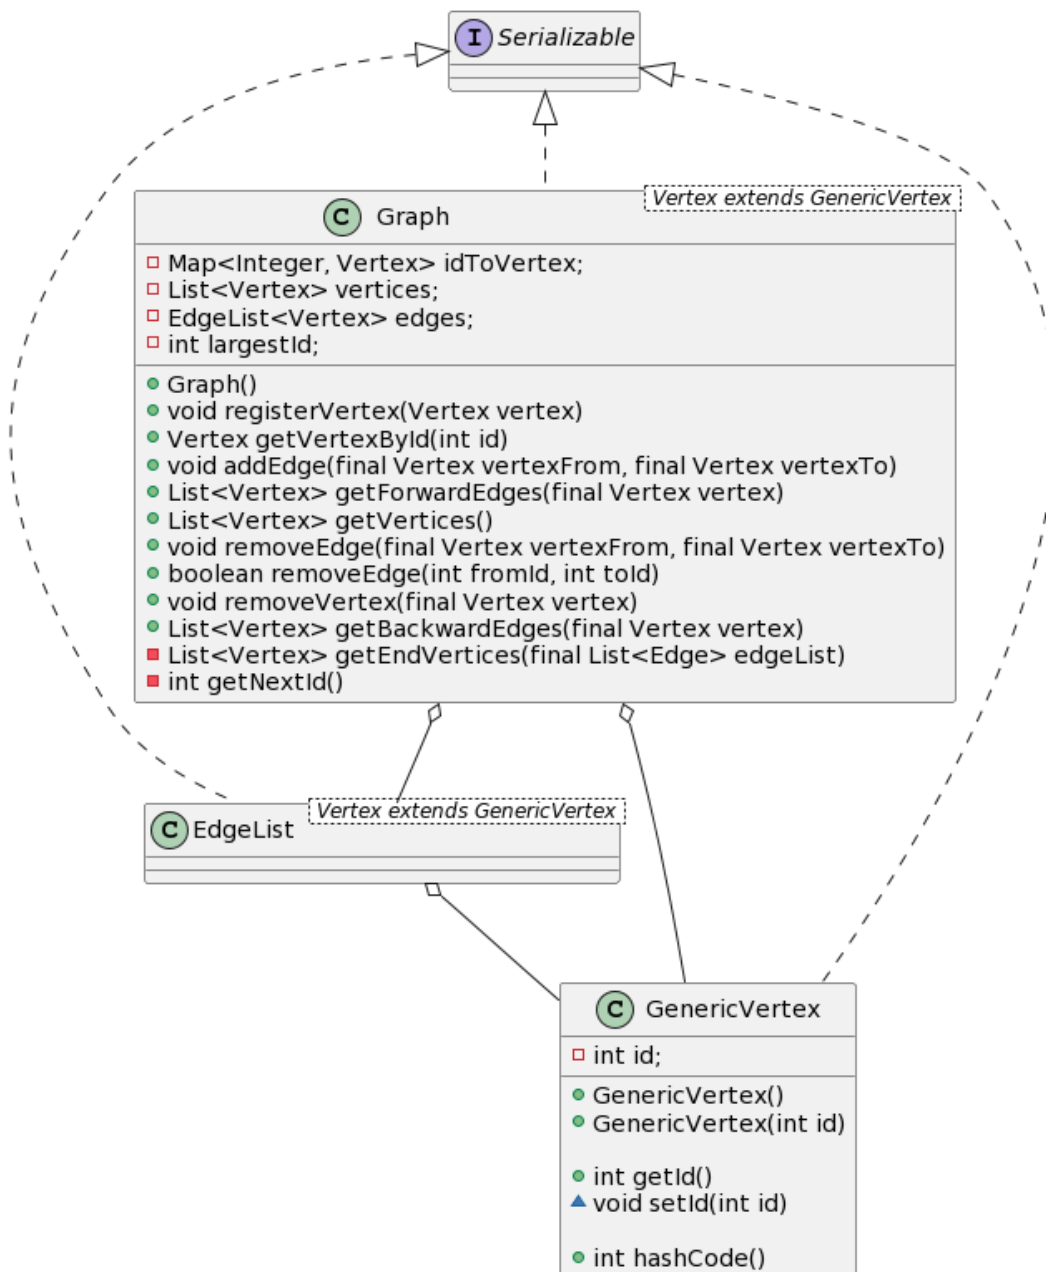 I Serializable
Vertex extends GenericVertex
C Graph
Map<Integer, Vertex> idToVertex;
List<Vertex> vertices;
EdgeList<Vertex> edges;
int largestId;
Graph()
void registerVertex(Vertex vertex)
Vertex getVertexById(int id)
void addEdge(final Vertex vertexFrom, final Vertex vertexTo)
List<Vertex> getForwardEdges(final Vertex vertex)
List<Vertex> getVertices()
void removeEdge(final Vertex vertexFrom, final Vertex vertexTo)
boolean removeEdge(int fromId, int toId)
void removeVertex(final Vertex vertex)
List<Vertex> getBackwardEdges(final Vertex vertex)
List<Vertex> getEndVertices(final List<Edge> edgeList)
int getNextId()
Vertex extends GenericVertex
C EdgeList
C GenericVertex
int id;
GenericVertex()
GenericVertex(int id)
int getId()
void setId(int id)
int hashCode()